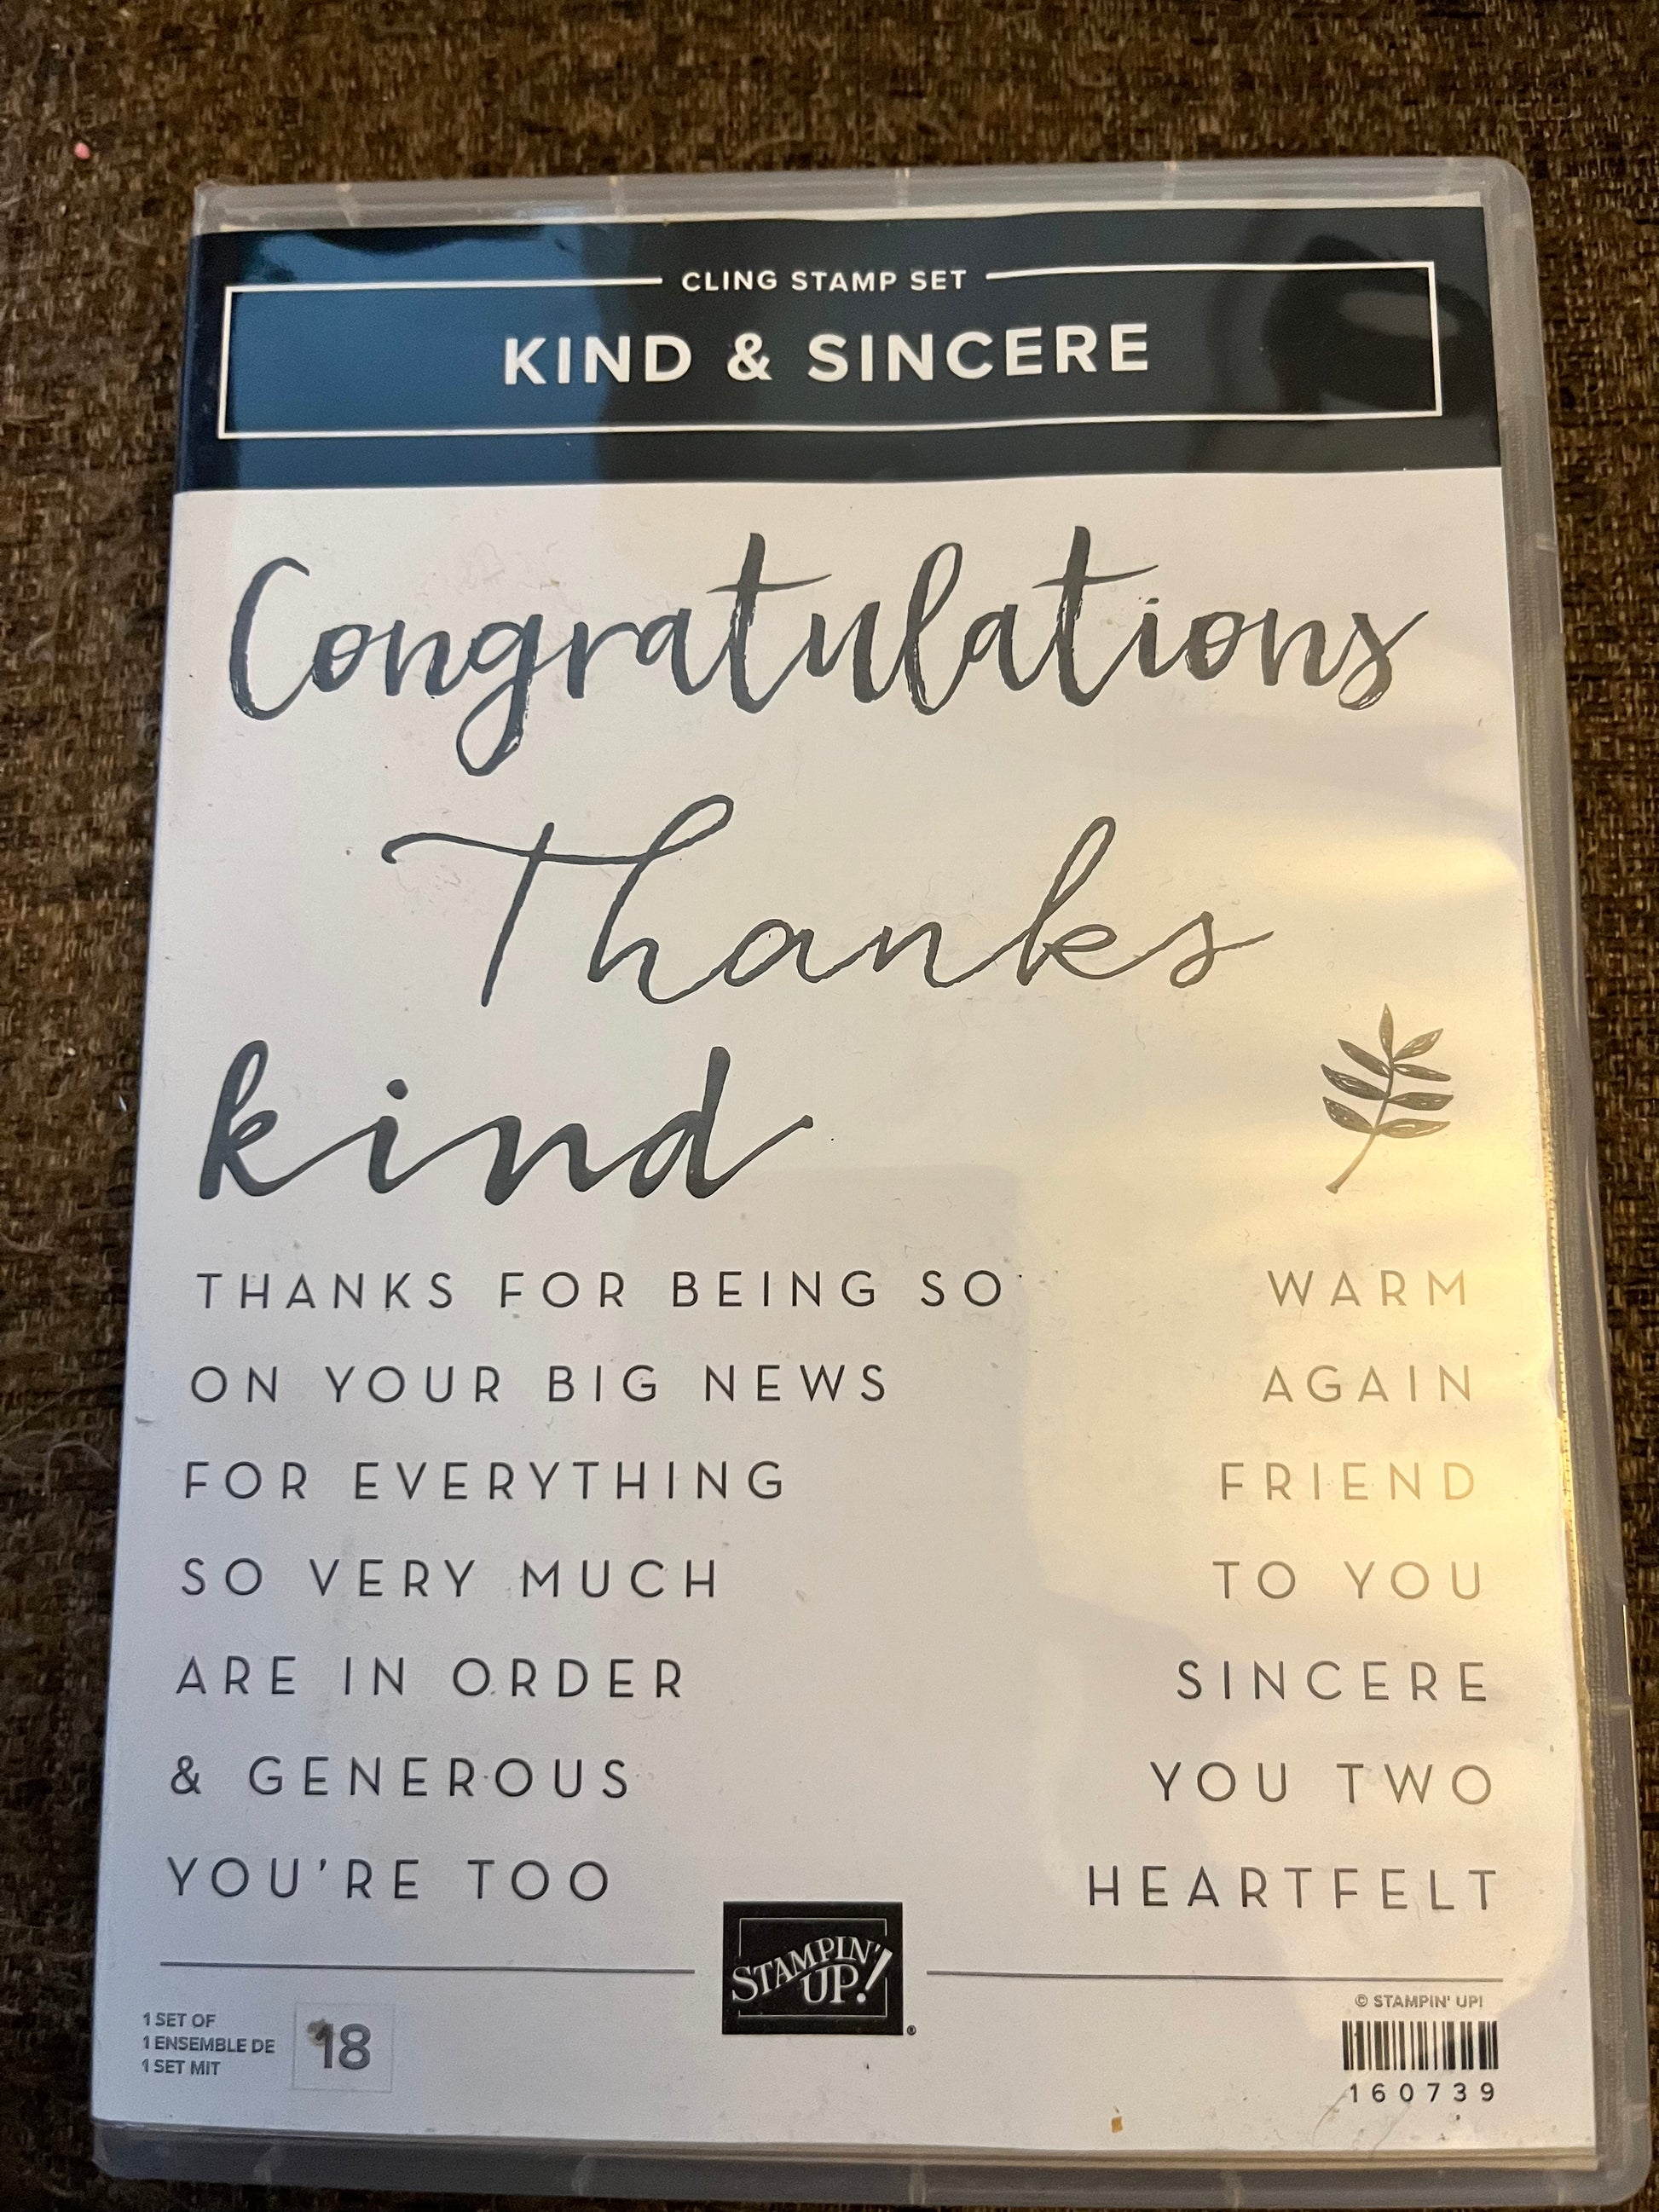 CLING STAMP SET
KIND & SINCERE
Congratulations
Thanks
kind
THANKS FOR BEING SO WARM
ON YOUR BIG NEWS AGAIN
FOR EVERYTHING FRIEND
SO VERY MUCH TO YOU
ARE IN ORDER SINCERE
& GENEROUS YOU TWO
YOU'RE TOO HEARTFELT
STAMPIN'
UP!®
© STAMPIN' UP!
1 SET OF
1 ENSEMBLE DE
1 SET MIT
18
160739